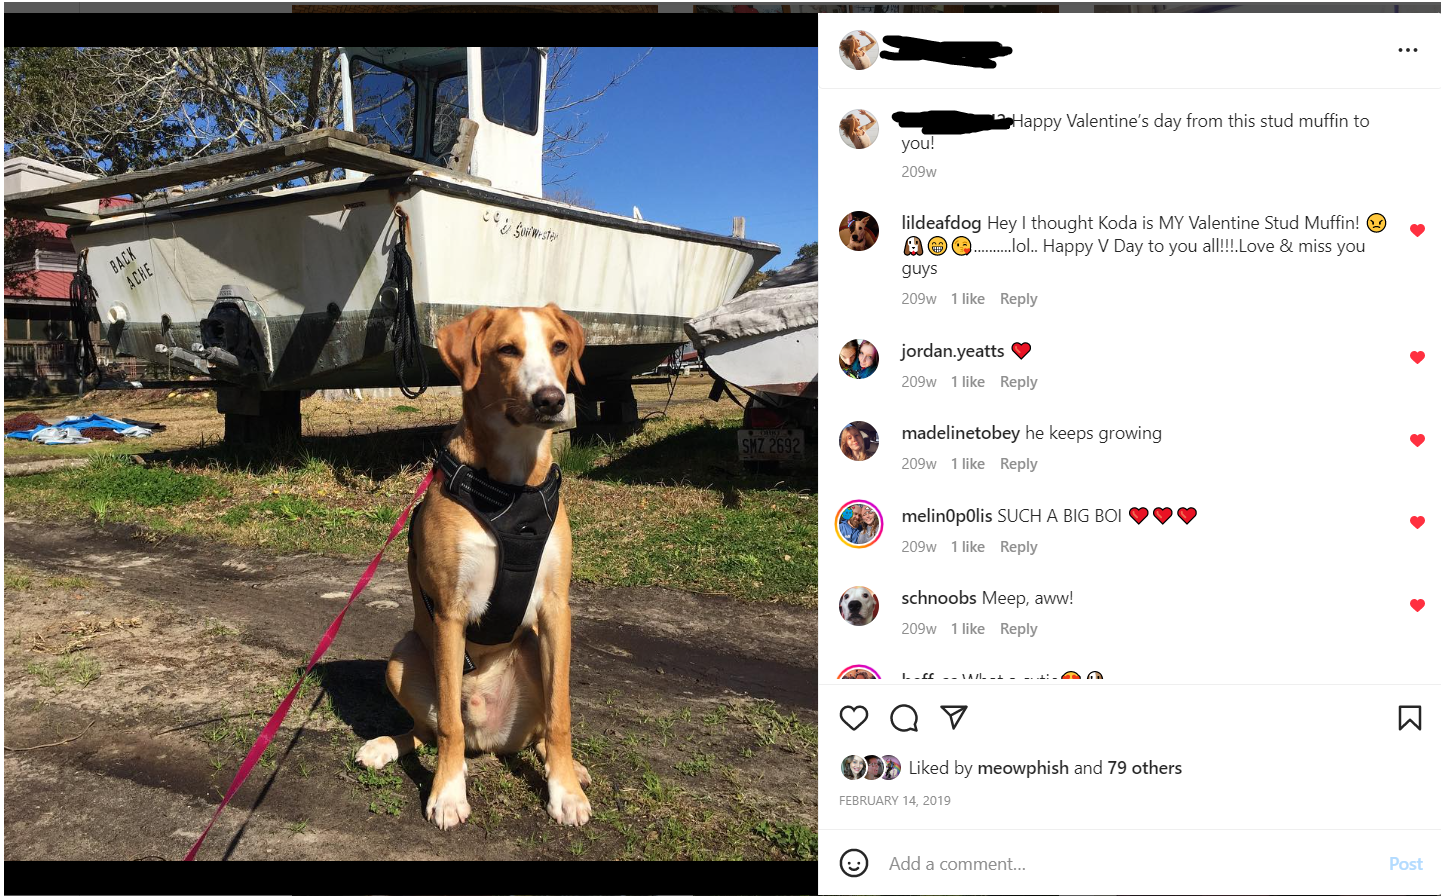 BACK
ACHE
SMZ 2692
Happy Valentine's day from this stud muffin to
you!
209w
lildeafdog Hey I thought Koda is MY Valentine Stud Muffin! 😠
🐶😁😘..........lol.. Happy V Day to you all!!!.Love & miss you
guys
209w 1 like Reply
jordan.yeatts ❤️
209w 1 like Reply
madelinetobey he keeps growing
209w 1 like Reply
melin0p0lis SUCH A BIG BOI ❤️❤️❤️
209w 1 like Reply
schnoobs Meep, aww!
209w 1 like Reply
Liked by meowphish and 79 others
FEBRUARY 14, 2019
Add a comment... Post